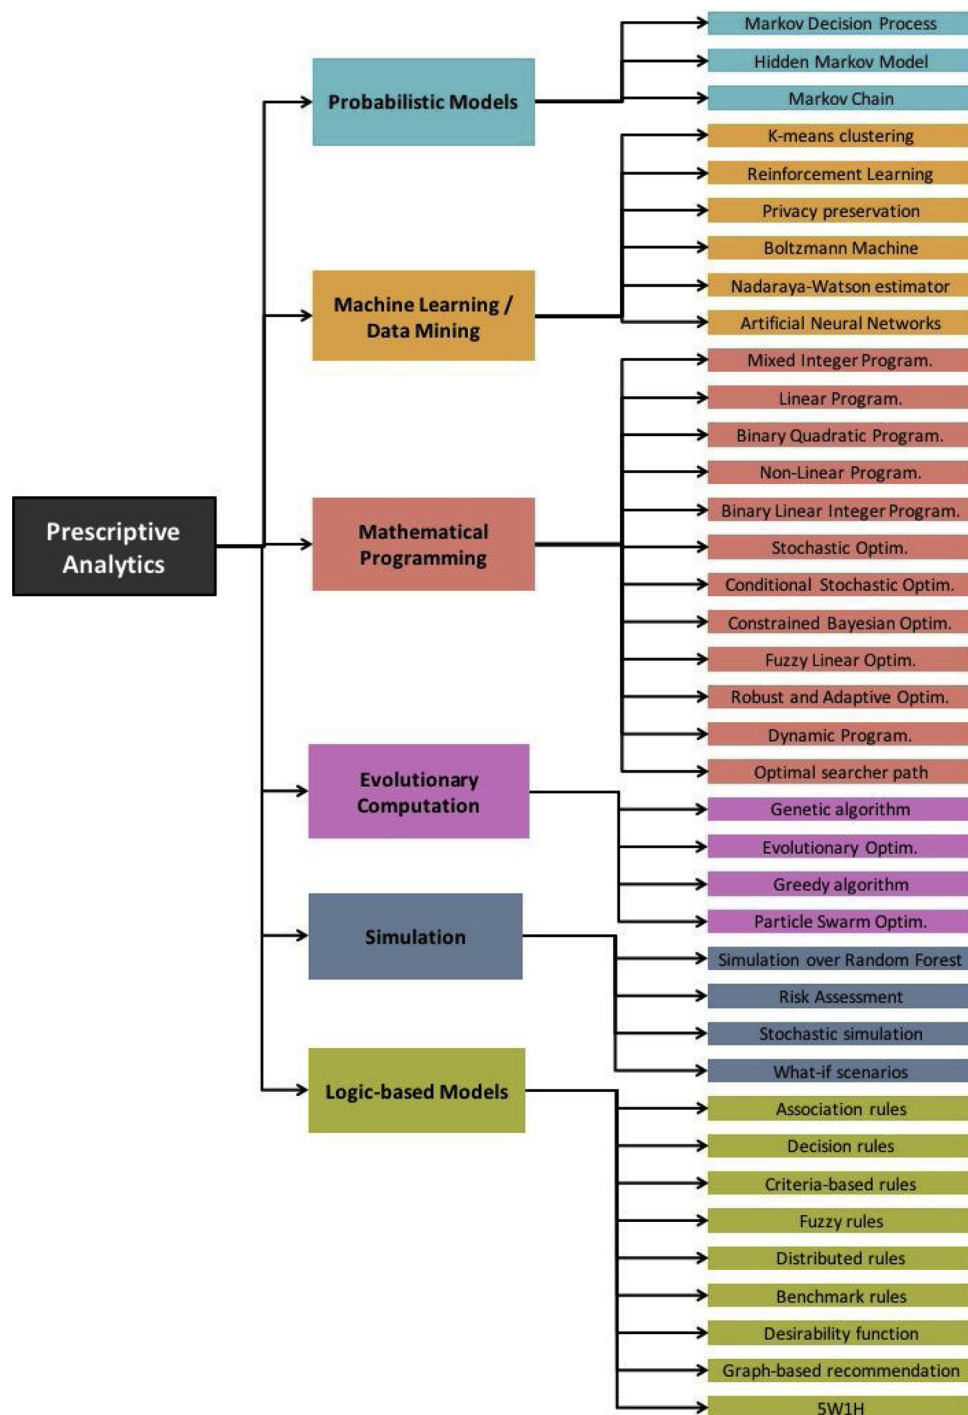 Prescriptive
Analytics
Probabilistic Models
Markov Decision Process
Hidden Markov Model
Markov Chain
Machine Learning /
Data Mining
K-means clustering
Reinforcement Learning
Privacy preservation
Boltzmann Machine
Nadaraya-Watson estimator
Artificial Neural Networks
Mathematical
Programming
Mixed Integer Program.
Linear Program.
Binary Quadratic Program.
Non-Linear Program.
Binary Linear Integer Program.
Stochastic Optim.
Conditional Stochastic Optim.
Constrained Bayesian Optim.
Fuzzy Linear Optim.
Robust and Adaptive Optim.
Dynamic Program.
Optimal searcher path
Evolutionary
Computation
Genetic algorithm
Evolutionary Optim.
Greedy algorithm
Particle Swarm Optim.
Simulation
Simulation over Random Forest
Risk Assessment
Stochastic simulation
What-if scenarios
Logic-based Models
Association rules
Decision rules
Criteria-based rules
Fuzzy rules
Distributed rules
Benchmark rules
Desirability function
Graph-based recommendation
5W1H